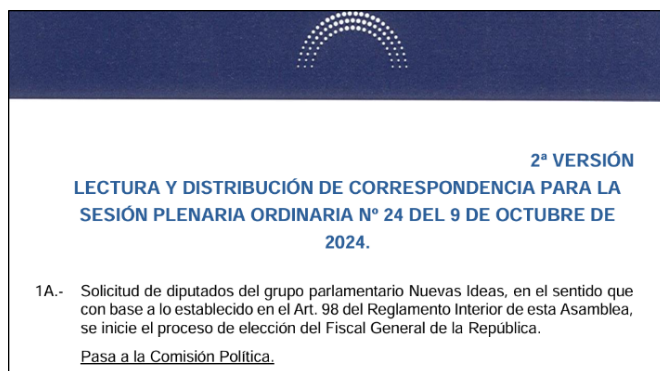 2ª VERSIÓN
LECTURA Y DISTRIBUCIÓN DE CORRESPONDENCIA PARA LA
SESIÓN PLENARIA ORDINARIA Nº 24 DEL 9 DE OCTUBRE DE
2024.
1A.- Solicitud de diputados del grupo parlamentario Nuevas Ideas, en el sentido que
con base a lo establecido en el Art. 98 del Reglamento Interior de esta Asamblea,
se inicie el proceso de elección del Fiscal General de la República.
Pasa a la Comisión Política.